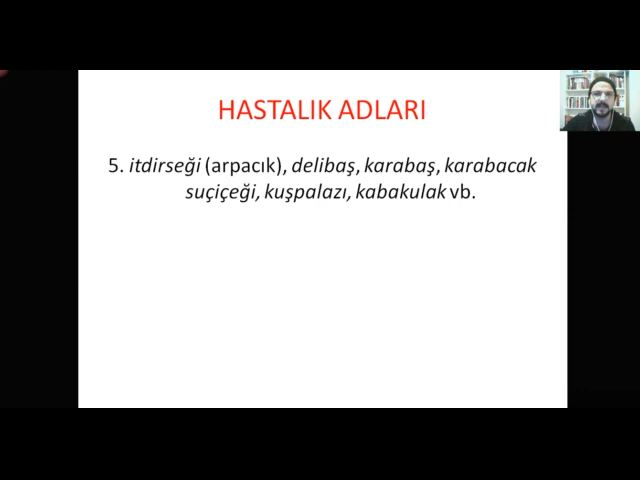 HASTALIK ADLARI
5. itdirseği (arpacık), delibaş, karabaş, karabacak
suçiçeği, kuşpalazı, kabakulak vb.